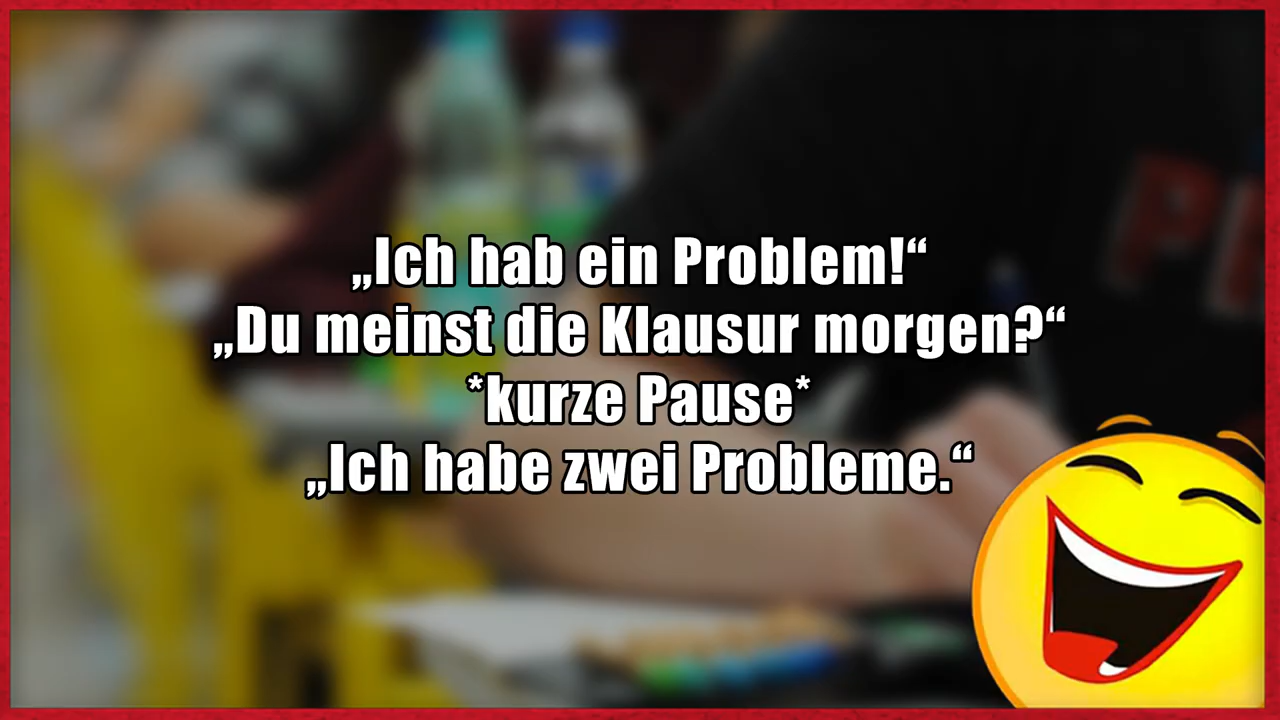 „Ich hab ein Problem!“
„Du meinst die Klausur morgen?“
*kurze Pause*
„Ich habe zwei Probleme.“